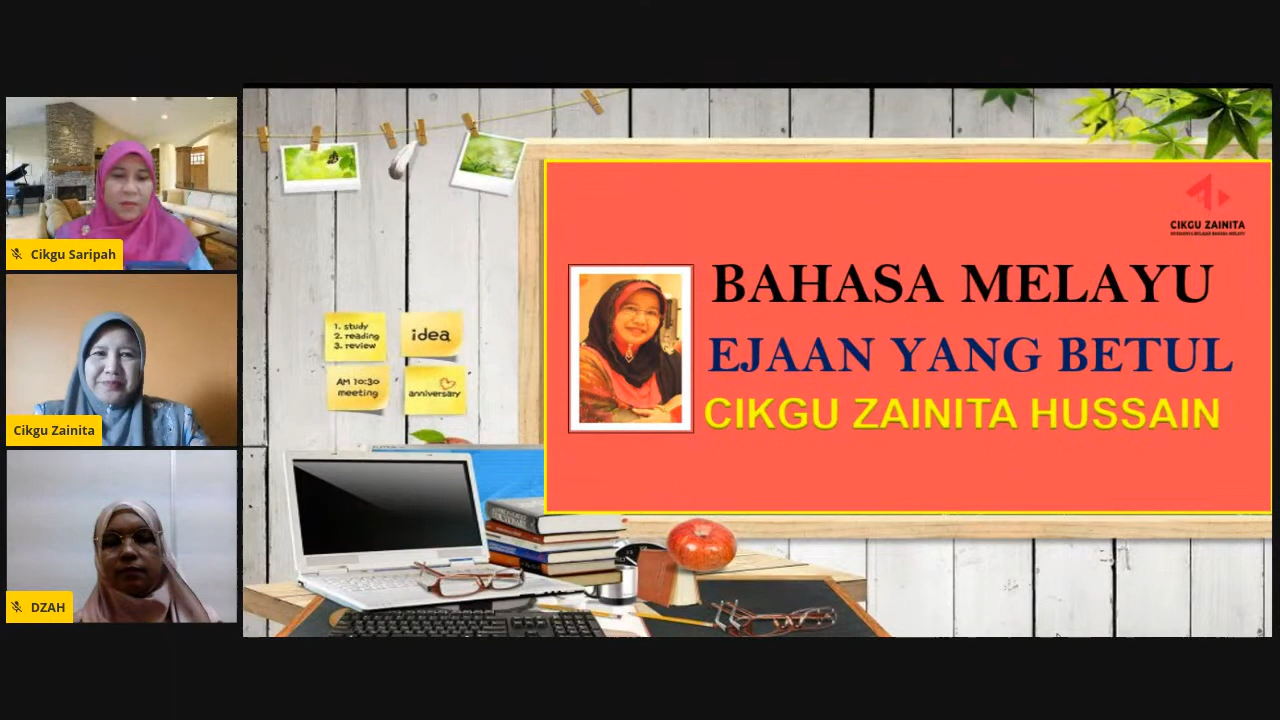 Cikgu Saripah
Cikgu Zainita
DZAH
CIKGU ZAINITA
BAHASA MELAYU
EJAAN YANG BETUL
CIKGU ZAINITA HUSSAIN
1. study
2. reading
3. review
idea
AM 10:30
meeting
anniversary